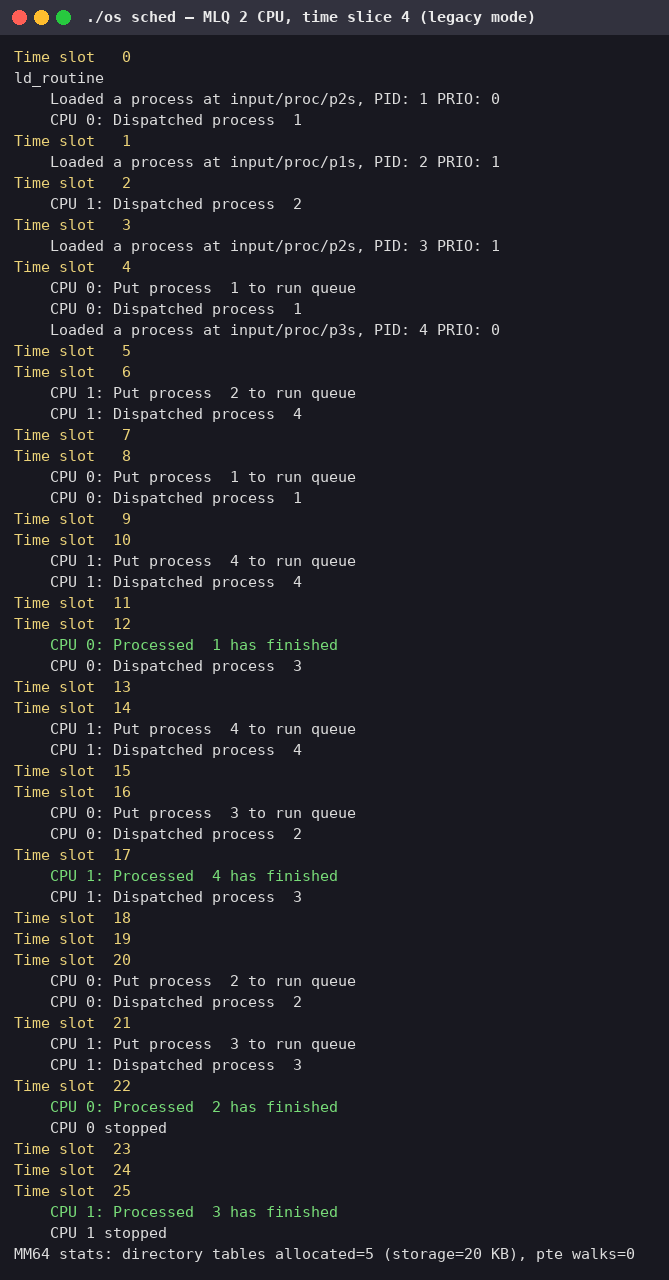 ./os sched — MLQ 2 CPU, time slice 4 (legacy mode)
Time slot   0
ld_routine
    Loaded a process at input/proc/p2s, PID: 1 PRIO: 0
    CPU 0: Dispatched process  1
Time slot   1
    Loaded a process at input/proc/p1s, PID: 2 PRIO: 1
Time slot   2
    CPU 1: Dispatched process  2
Time slot   3
    Loaded a process at input/proc/p2s, PID: 3 PRIO: 1
Time slot   4
    CPU 0: Put process  1 to run queue
    CPU 0: Dispatched process  1
    Loaded a process at input/proc/p3s, PID: 4 PRIO: 0
Time slot   5
Time slot   6
    CPU 1: Put process  2 to run queue
    CPU 1: Dispatched process  4
Time slot   7
Time slot   8
    CPU 0: Put process  1 to run queue
    CPU 0: Dispatched process  1
Time slot   9
Time slot  10
    CPU 1: Put process  4 to run queue
    CPU 1: Dispatched process  4
Time slot  11
Time slot  12
    CPU 0: Processed  1 has finished
    CPU 0: Dispatched process  3
Time slot  13
Time slot  14
    CPU 1: Put process  4 to run queue
    CPU 1: Dispatched process  4
Time slot  15
Time slot  16
    CPU 0: Put process  3 to run queue
    CPU 0: Dispatched process  2
Time slot  17
    CPU 1: Processed  4 has finished
    CPU 1: Dispatched process  3
Time slot  18
Time slot  19
Time slot  20
    CPU 0: Put process  2 to run queue
    CPU 0: Dispatched process  2
Time slot  21
    CPU 1: Put process  3 to run queue
    CPU 1: Dispatched process  3
Time slot  22
    CPU 0: Processed  2 has finished
    CPU 0 stopped
Time slot  23
Time slot  24
Time slot  25
    CPU 1: Processed  3 has finished
    CPU 1 stopped
MM64 stats: directory tables allocated=5 (storage=20 KB), pte walks=0